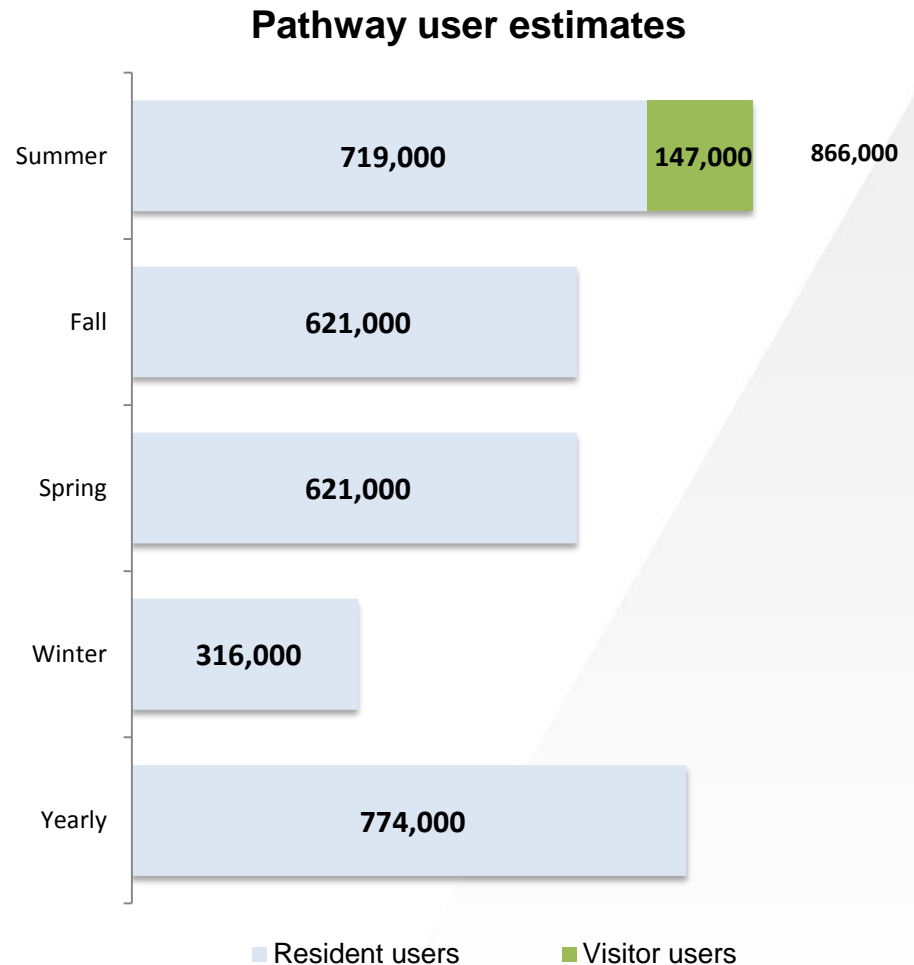 Pathway user estimates
Summer 719,000 147,000 866,000
Fall 621,000
Spring 621,000
Winter 316,000
Yearly 774,000
Resident users Visitor users